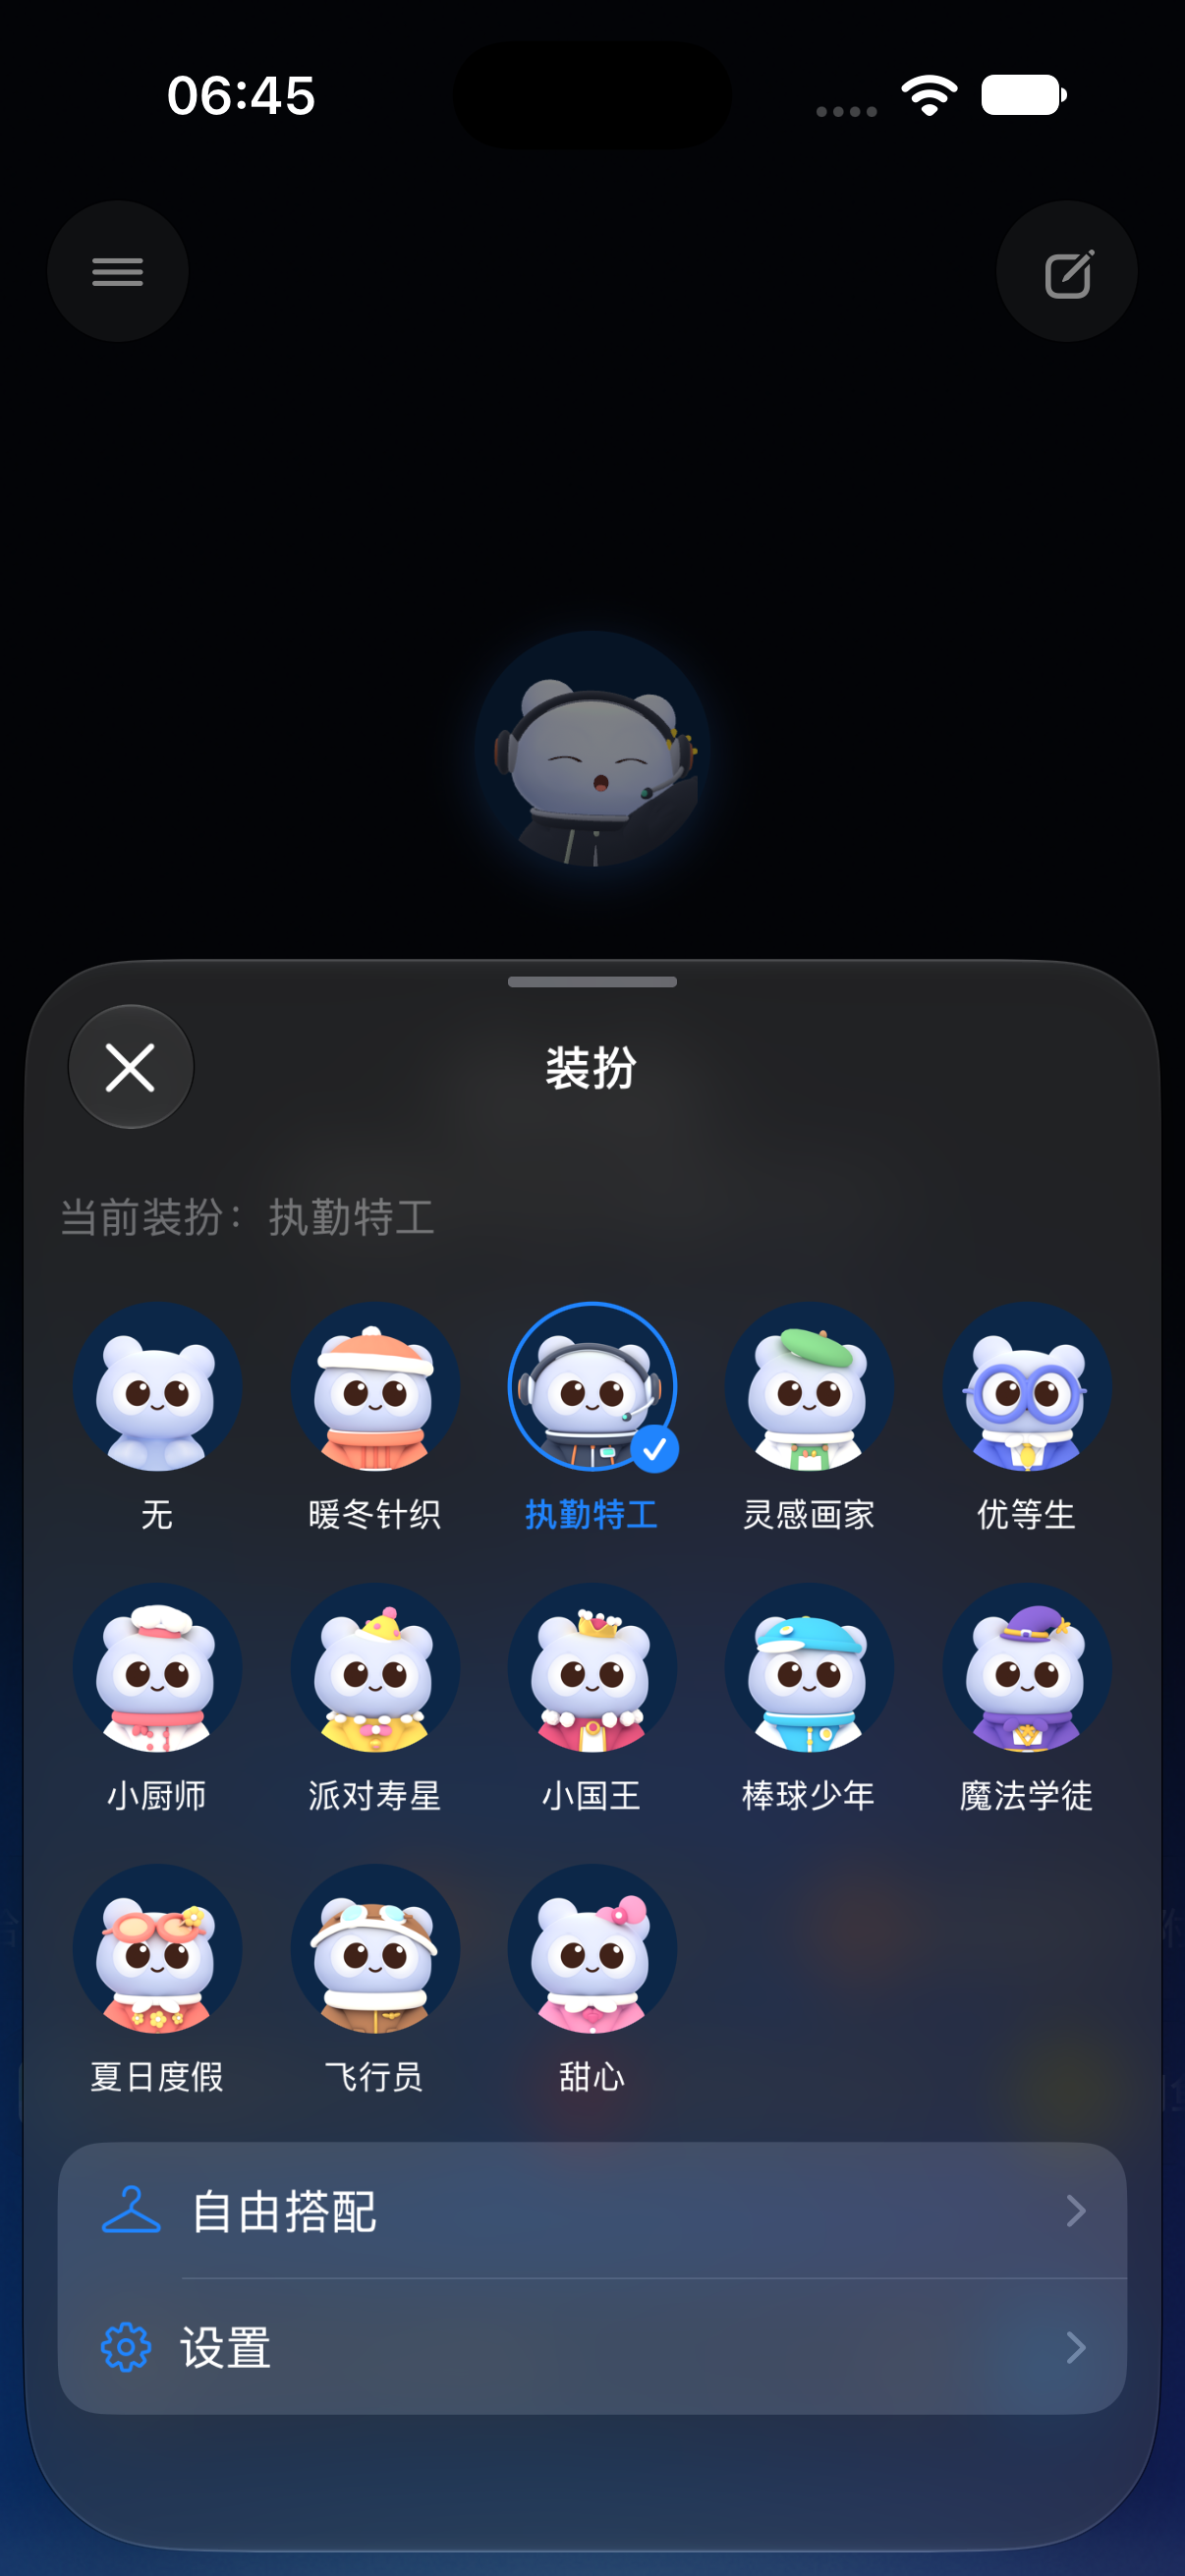 06:45
装扮
当前装扮：执勤特工
无
暖冬针织
执勤特工
灵感画家
优等生
小厨师
派对寿星
小国王
棒球少年
魔法学徒
夏日度假
飞行员
甜心
自由搭配
设置